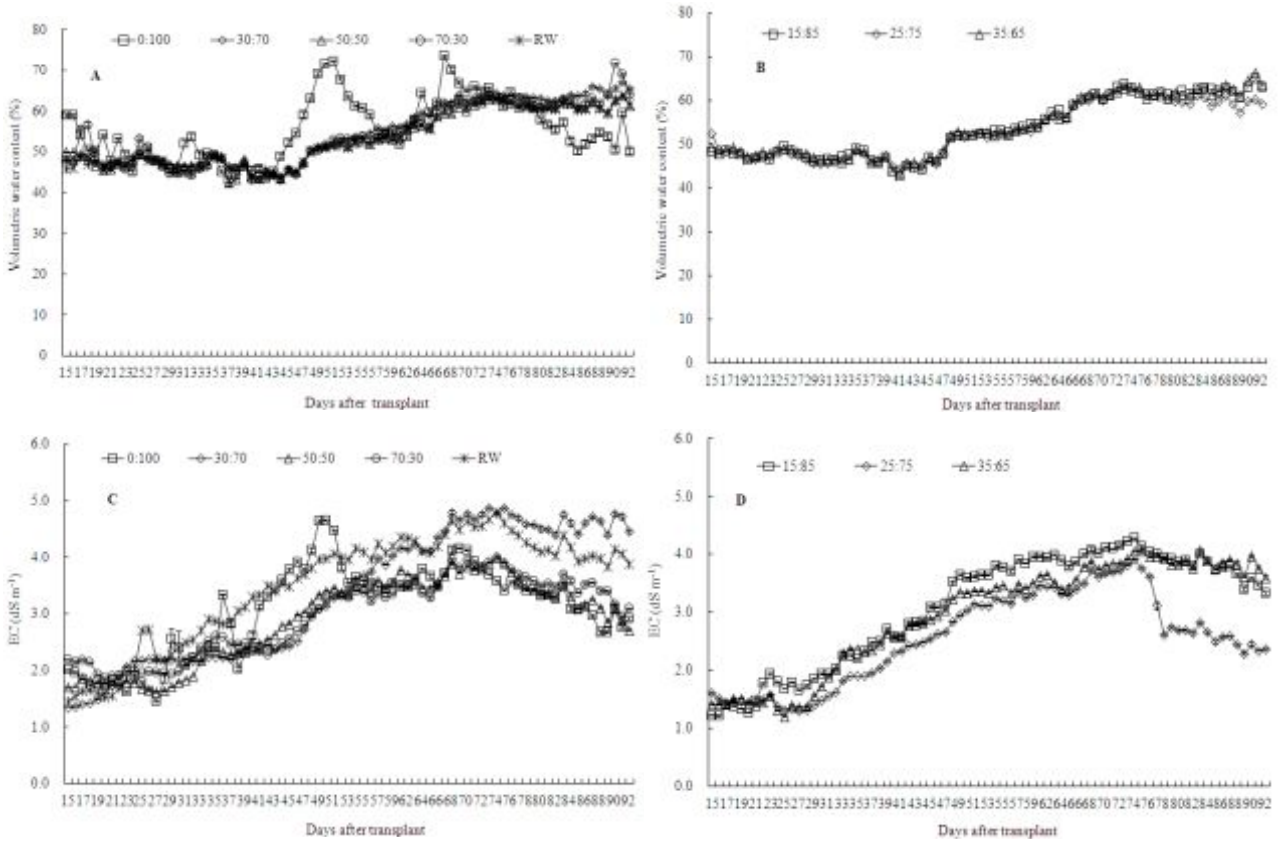 80
70
60
50
40
30
20
10
0
Volumetric water content (%)
0:100 30:70 50:50 70:30 RW
A
15171921232527293133353739414345474951535557596162646668707274767880828486889092
Days after transplant
80
70
60
50
40
30
20
10
0
Volumetric water content (%)
15:85 25:75 35:65
B
15171921232527293133353739414345474951535557596062646668707274767880828486889092
Days after transplant
6.0
5.0
4.0
3.0
2.0
1.0
0.0
EC (dS m⁻¹)
0:100 30:70 50:50 70:30 RW
C
Days after transplant
6.0
5.0
4.0
3.0
2.0
1.0
0.0
EC (dS m⁻¹)
15:85 25:75 35:65
D
Days after transplant